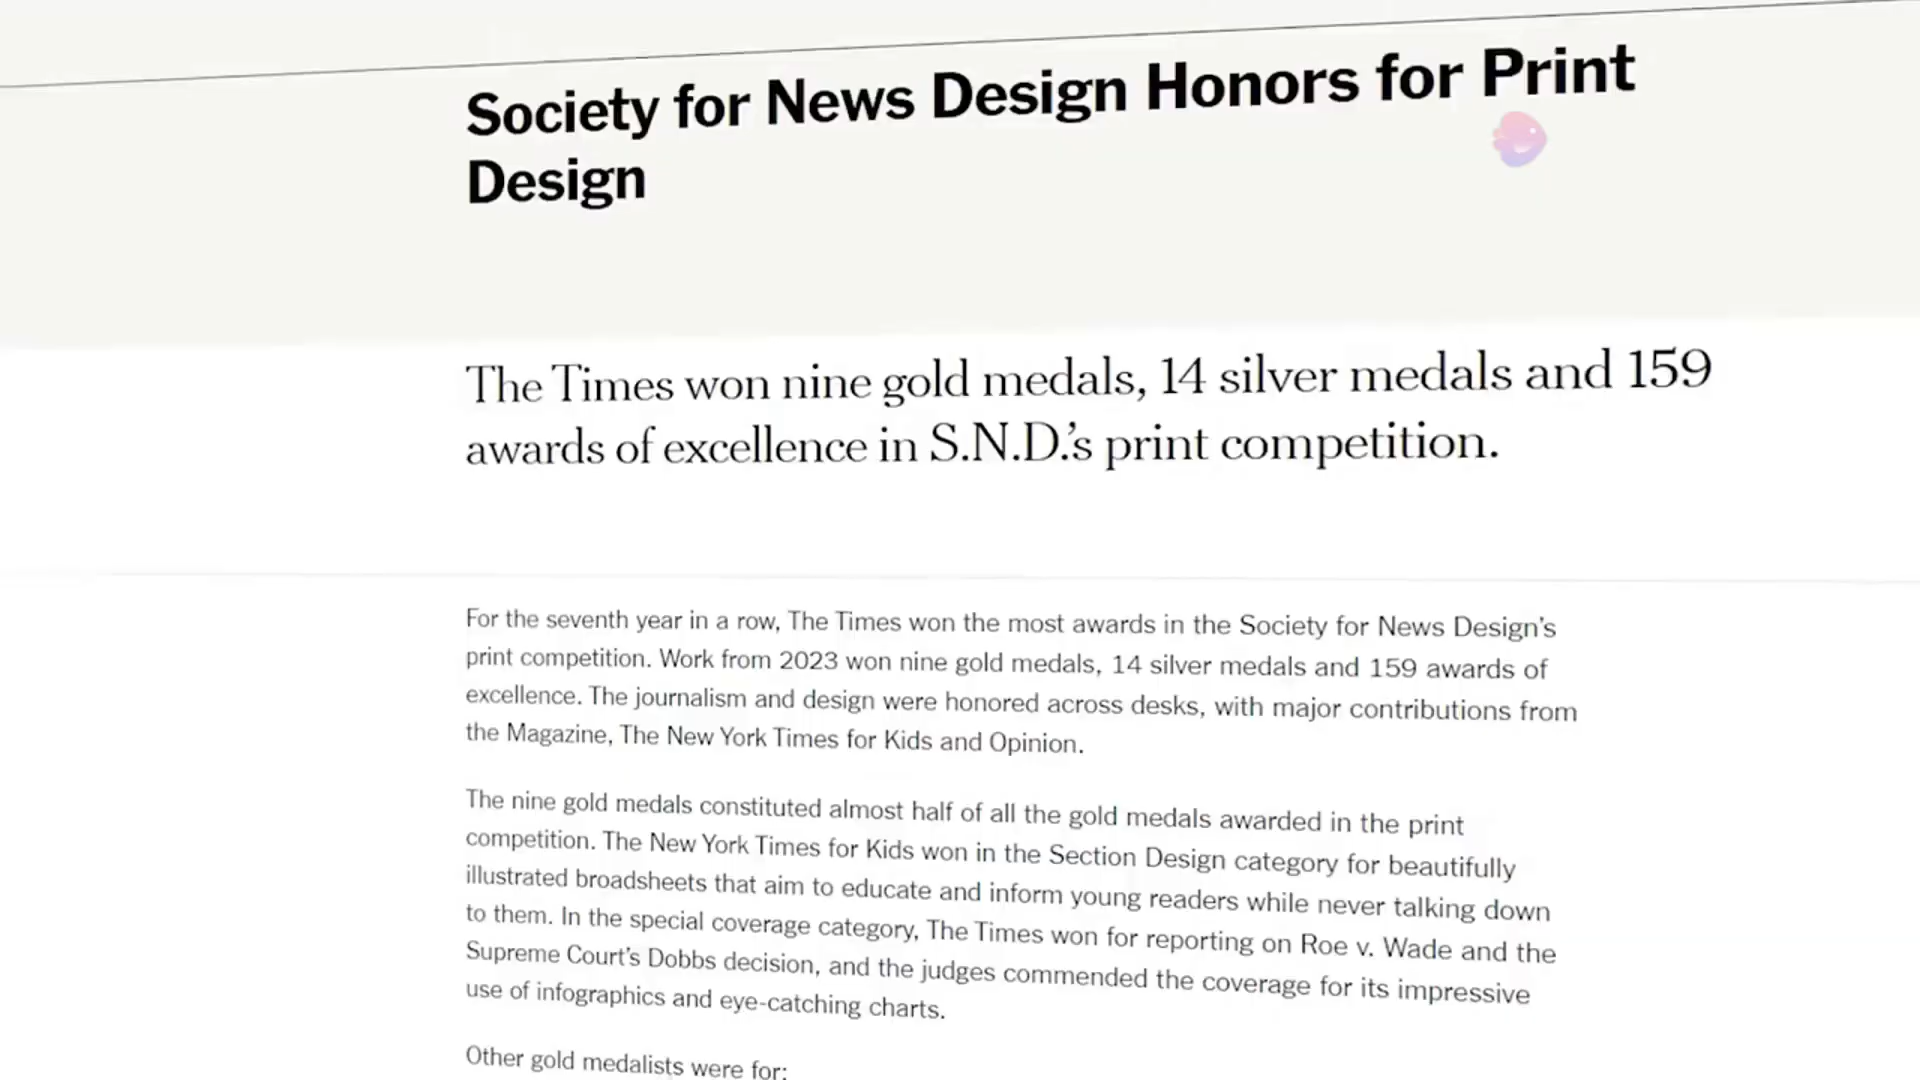 Society for News Design Honors for Print
Design
The Times won nine gold medals, 14 silver medals and 159
awards of excellence in S.N.D.’s print competition.
For the seventh year in a row, The Times won the most awards in the Society for News Design’s
print competition. Work from 2023 won nine gold medals, 14 silver medals and 159 awards of
excellence. The journalism and design were honored across desks, with major contributions from
the Magazine, The New York Times for Kids and Opinion.
The nine gold medals constituted almost half of all the gold medals awarded in the print
competition. The New York Times for Kids won in the Section Design category for beautifully
illustrated broadsheets that aim to educate and inform young readers while never talking down
to them. In the special coverage category, The Times won for reporting on Roe v. Wade and the
Supreme Court’s Dobbs decision, and the judges commended the coverage for its impressive
use of infographics and eye-catching charts.
Other gold medalists were for: